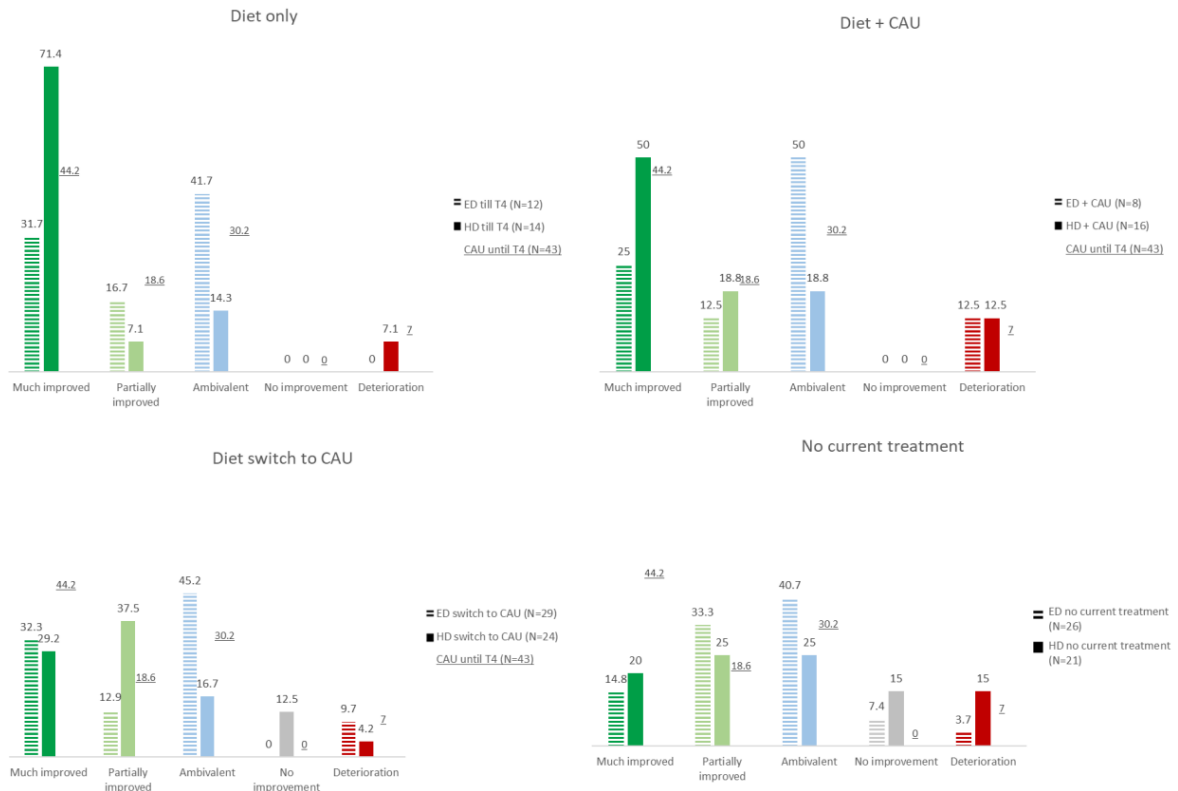 Diet only
71.4
44.2
31.7
16.7
18.6
7.1
41.7
30.2
14.3
0 0 0
0
7.1
7
Much improved
Partially improved
Ambivalent
No improvement
Deterioration
ED till T4 (N=12)
HD till T4 (N=14)
CAU until T4 (N=43)
Diet + CAU
50
44.2
25
12.5
18.8
18.6
50
30.2
18.8
0 0 0
12.5
12.5
7
Much improved
Partially improved
Ambivalent
No improvement
Deterioration
ED + CAU (N=8)
HD + CAU (N=16)
CAU until T4 (N=43)
Diet switch to CAU
44.2
32.3
29.2
12.9
37.5
18.6
45.2
30.2
16.7
0
12.5
0
9.7
4.2
7
Much improved
Partially improved
Ambivalent
No improvement
Deterioration
ED switch to CAU (N=29)
HD switch to CAU (N=24)
CAU until T4 (N=43)
No current treatment
44.2
14.8
20
33.3
25
18.6
40.7
30.2
25
7.4
15
0
3.7
15
7
Much improved
Partially improved
Ambivalent
No improvement
Deterioration
ED no current treatment (N=26)
HD no current treatment (N=21)